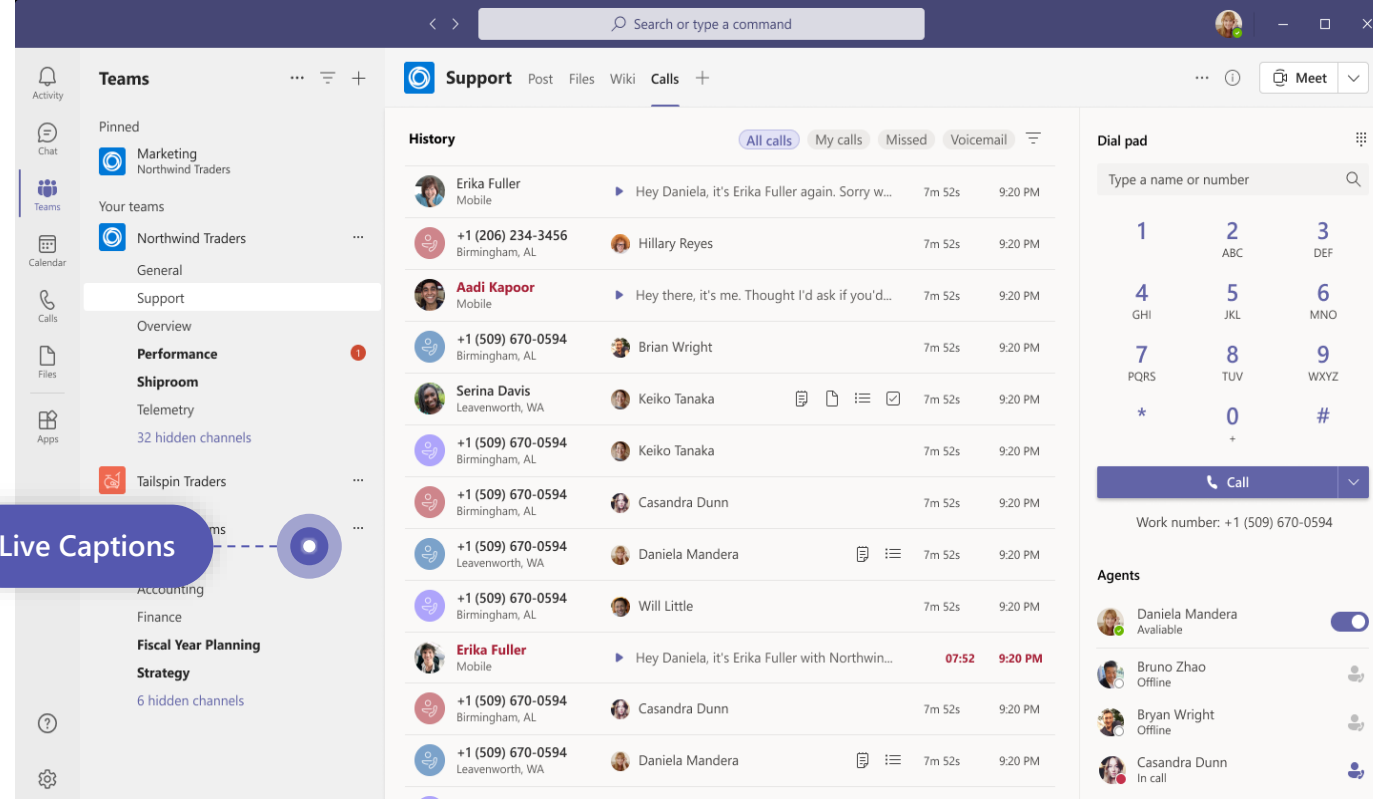 Search or type a command
Activity
Chat
Teams
Calendar
Calls
Files
Apps
Teams
Pinned
Marketing
Northwind Traders
Your teams
Northwind Traders
General
Support
Overview
Performance 1
Shiproom
Telemetry
32 hidden channels
Tailspin Traders
ms
Live Captions
Accounting
Finance
Fiscal Year Planning
Strategy
6 hidden channels
Support Post Files Wiki Calls
Meet
History All calls My calls Missed Voicemail
Erika Fuller
Mobile
Hey Daniela, it's Erika Fuller again. Sorry w... 7m 52s 9:20 PM
+1 (206) 234-3456
Birmingham, AL
Hillary Reyes 7m 52s 9:20 PM
Aadi Kapoor
Mobile
Hey there, it's me. Thought I'd ask if you'd... 7m 52s 9:20 PM
+1 (509) 670-0594
Birmingham, AL
Brian Wright 7m 52s 9:20 PM
Serina Davis
Leavenworth, WA
Keiko Tanaka 7m 52s 9:20 PM
+1 (509) 670-0594
Birmingham, AL
Keiko Tanaka 7m 52s 9:20 PM
+1 (509) 670-0594
Birmingham, AL
Casandra Dunn 7m 52s 9:20 PM
+1 (509) 670-0594
Leavenworth, WA
Daniela Mandera 7m 52s 9:20 PM
+1 (509) 670-0594
Birmingham, AL
Will Little 7m 52s 9:20 PM
Erika Fuller
Mobile
Hey Daniela, it's Erika Fuller with Northwin... 07:52 9:20 PM
+1 (509) 670-0594
Birmingham, AL
Casandra Dunn 7m 52s 9:20 PM
+1 (509) 670-0594
Leavenworth, WA
Daniela Mandera 7m 52s 9:20 PM
Dial pad
Type a name or number
1 2 3
ABC DEF
4 5 6
GHI JKL MNO
7 8 9
PQRS TUV WXYZ
* 0 #
+
Call
Work number: +1 (509) 670-0594
Agents
Daniela Mandera
Avaliable
Bruno Zhao
Offline
Bryan Wright
Offline
Casandra Dunn
In call